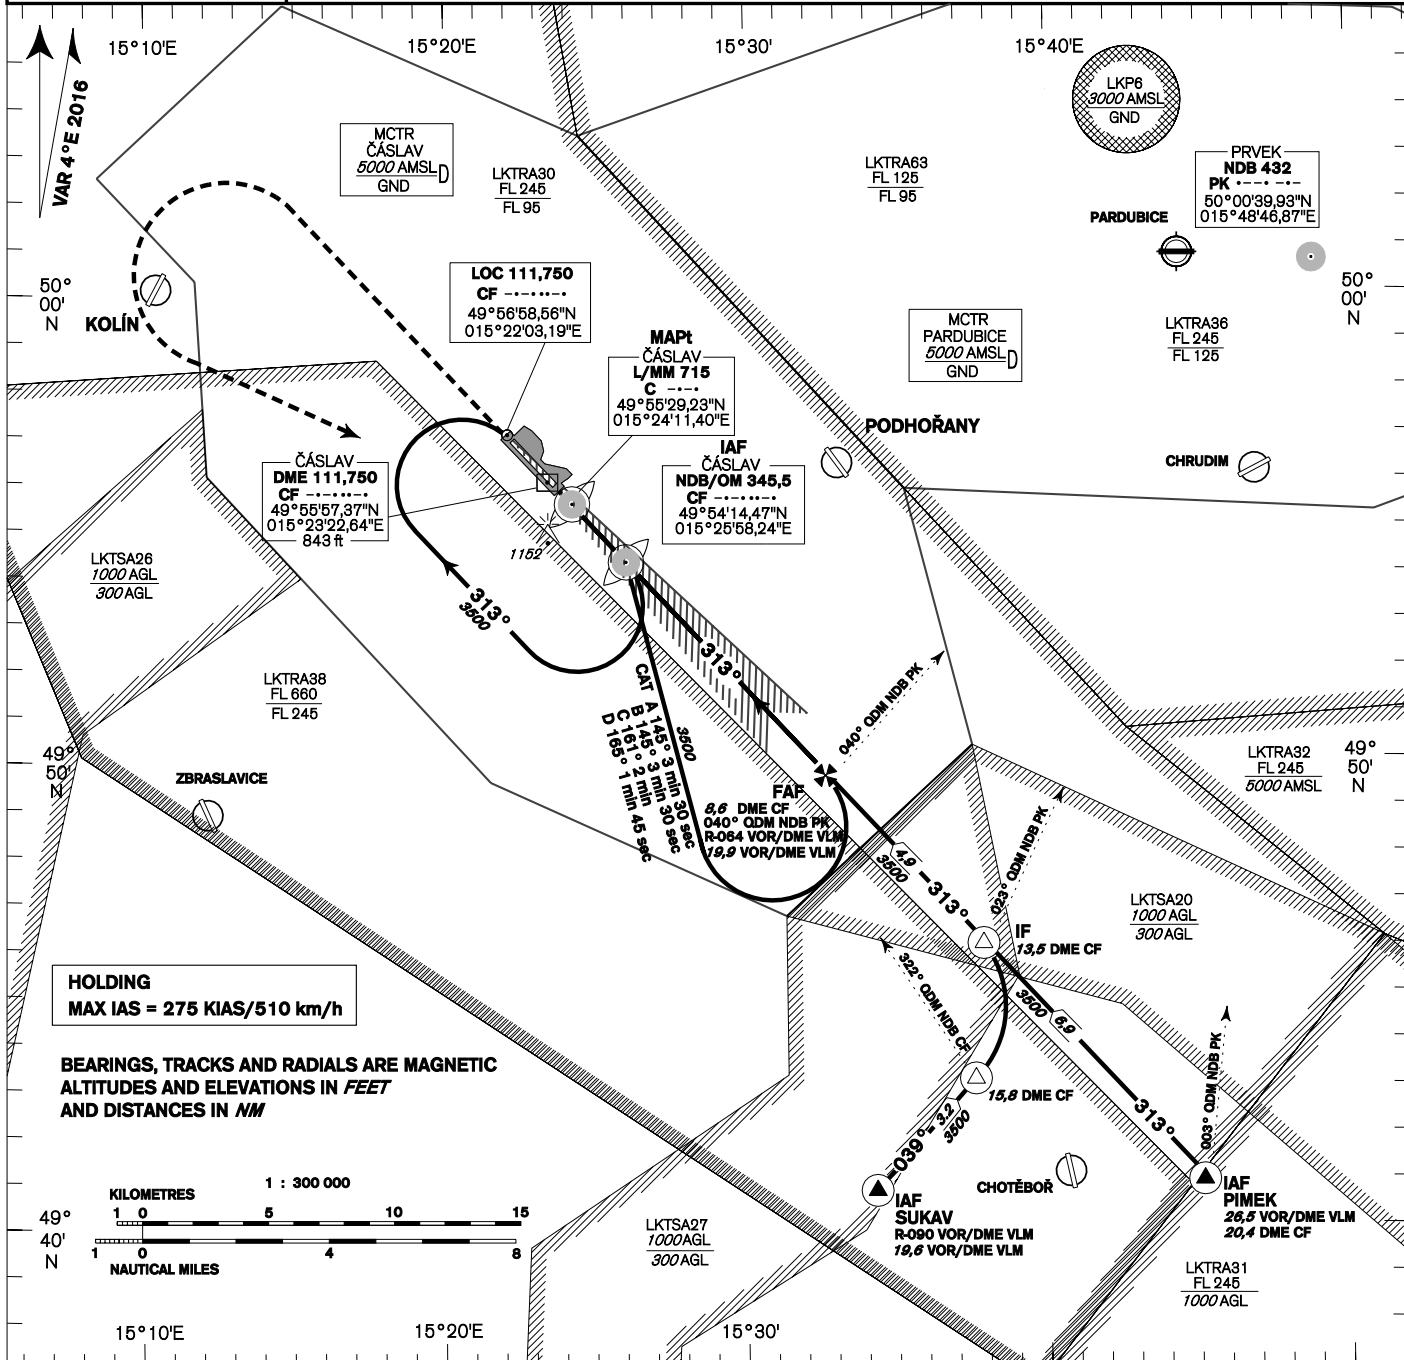 15°10'E
15°20'E
15°30'
15°40'E
VAR 4°E 2016
LKP6
3000 AMSL
GND
MCTR
ČÁSLAV
5000 AMSL D
GND
LKTRA30
FL 245
FL 95
LKTRA63
FL 125
FL 95
PRVEK
NDB 432
PK ·--· -·-
50°00'39,93"N
015°48'46,87"E
PARDUBICE
50°
00'
N
KOLÍN
LOC 111,750
CF -·-· ··-·
49°56'58,56"N
015°22'03,19"E
MAPt
ČÁSLAV
L/MM 715
C -·-·
49°55'29,23"N
015°24'11,40"E
MCTR
PARDUBICE
5000 AMSL D
GND
LKTRA36
FL 245
FL 125
50°
00'
N
PODHOŘANY
CHRUDIM
ČÁSLAV
DME 111,750
CF -·-· ··-·
49°55'57,37"N
015°23'22,64"E
843 ft
IAF
ČÁSLAV
NDB/OM 345,5
CF -·-· ··-·
49°54'14,47"N
015°25'58,24"E
1152
LKTSA26
1000 AGL
300 AGL
313°
3500
313°
LKTRA38
FL 660
FL 245
CAT A 145° 3 min 30 sec
B 145° 3 min 30 sec
C 161° 2 min
D 165° 1 min 45 sec
3500
040° QDM NDB PK
49°
50'
N
ZBRASLAVICE
FAF
8,6 DME CF
040° QDM NDB PK
R-064 VOR/DME VLM
19,9 VOR/DME VLM
LKTRA32
FL 245
5000 AMSL
49°
50'
N
4,9
3500
313°
023° QDM NDB PK
LKTSA20
1000 AGL
300 AGL
IF
13,5 DME CF
322° QDM NDB CF
3500
6,9
HOLDING
MAX IAS = 275 KIAS/510 km/h
BEARINGS, TRACKS AND RADIALS ARE MAGNETIC
ALTITUDES AND ELEVATIONS IN FEET
AND DISTANCES IN NM
15,8 DME CF
313°
003° QDM NDB PK
039°
3.2
3500
CHOTĚBOŘ
IAF
SUKAV
R-090 VOR/DME VLM
19,6 VOR/DME VLM
IAF
PIMEK
26,5 VOR/DME VLM
20,4 DME CF
1 : 300 000
KILOMETRES
1 0 5 10 15
1 0 4 8
NAUTICAL MILES
49°
40'
N
LKTSA27
1000AGL
300 AGL
LKTRA31
FL 245
1000 AGL
15°10'E
15°20'E
15°30'